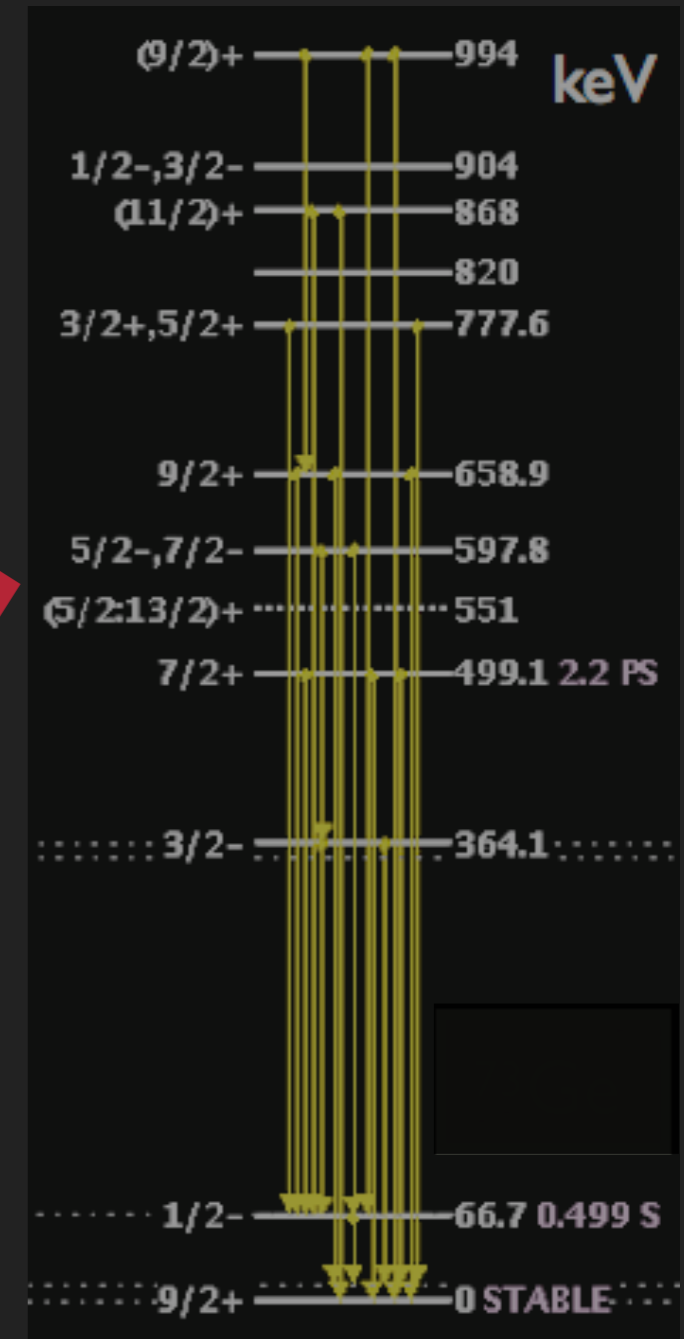 (9/2)+ 994 keV
1/2-,3/2- 904
(11/2)+ 868
820
3/2+,5/2+ 777.6
9/2+ 658.9
5/2-,7/2- 597.8
(5/2:13/2)+ 551
7/2+ 499.1 2.2 PS
3/2- 364.1
1/2- 66.7 0.499 S
9/2+ 0 STABLE